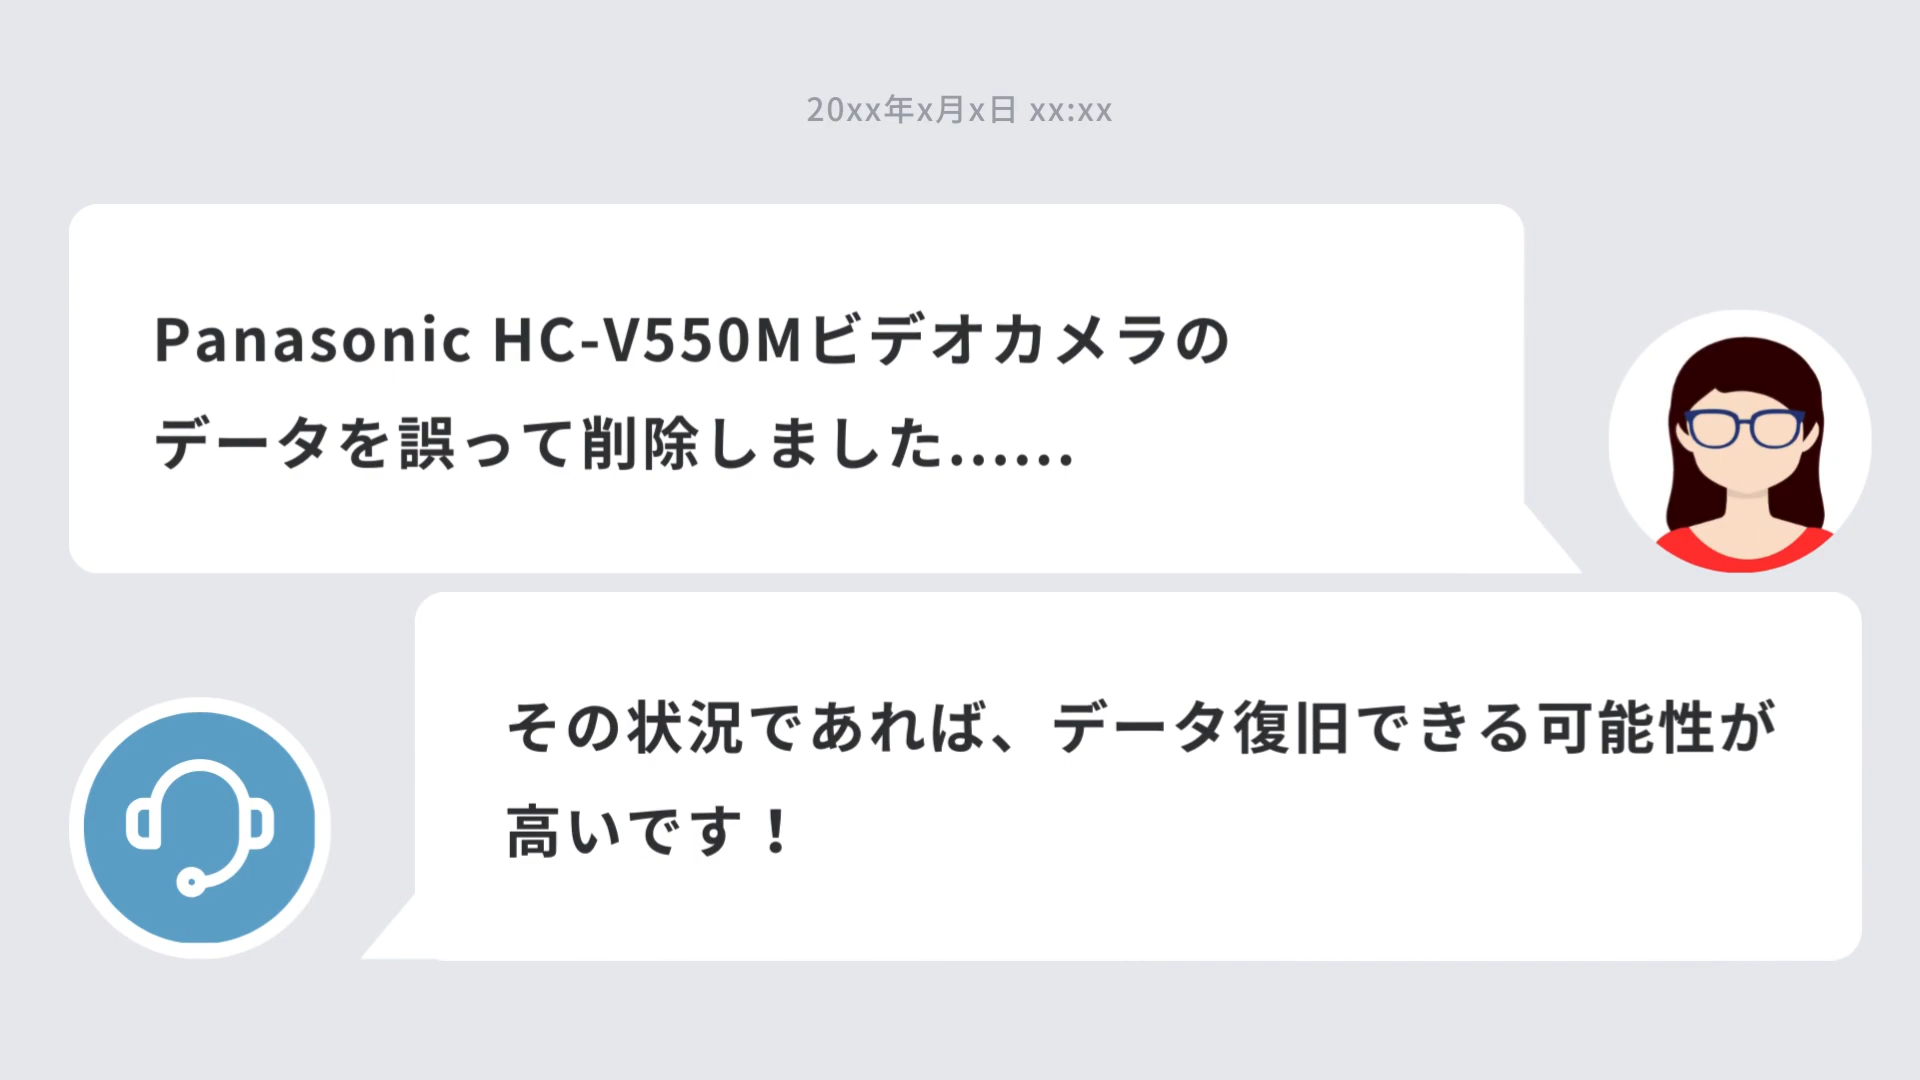 20xx年x月x日 xx:xx
Panasonic HC-V550Mビデオカメラの
データを誤って削除しました......
その状況であれば、データ復旧できる可能性が
高いです！